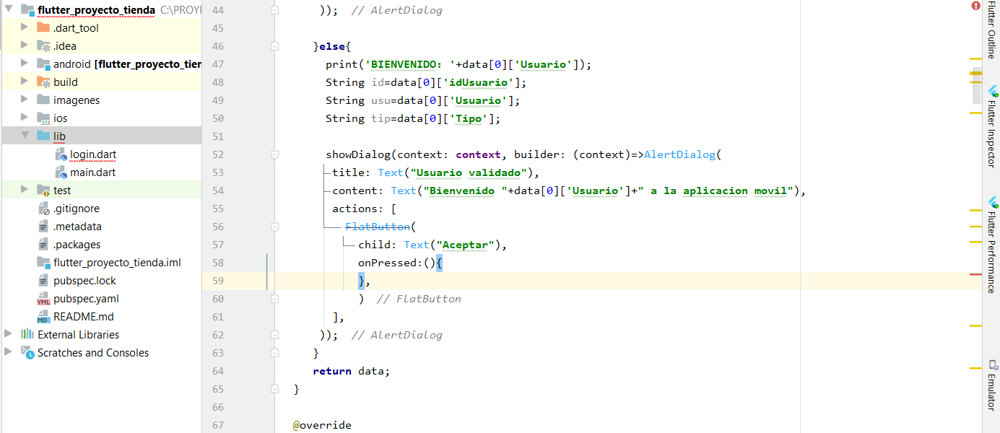 flutter_proyecto_tienda C:\PROYE
.dart_tool
.idea
android [flutter_proyecto_tien
build
imagenes
ios
lib
login.dart
main.dart
test
.gitignore
.metadata
.packages
flutter_proyecto_tienda.iml
pubspec.lock
pubspec.yaml
README.md
External Libraries
Scratches and Consoles
44 )); // AlertDialog
45
46 }else{
47 print('BIENVENIDO: '+data[0]['Usuario']);
48 String id=data[0]['idUsuario'];
49 String usu=data[0]['Usuario'];
50 String tip=data[0]['Tipo'];
51
52 showDialog(context: context, builder: (context)=>AlertDialog(
53 title: Text("Usuario validado"),
54 content: Text("Bienvenido "+data[0]['Usuario']+" a la aplicacion movil"),
55 actions: [
56 FlatButton(
57 child: Text("Aceptar"),
58 onPressed:(){
59 },
60 ) // FlatButton
61 ],
62 )); // AlertDialog
63 }
64 return data;
65 }
66
67 @override
Flutter Outline
Flutter Inspector
Flutter Performance
Emulator